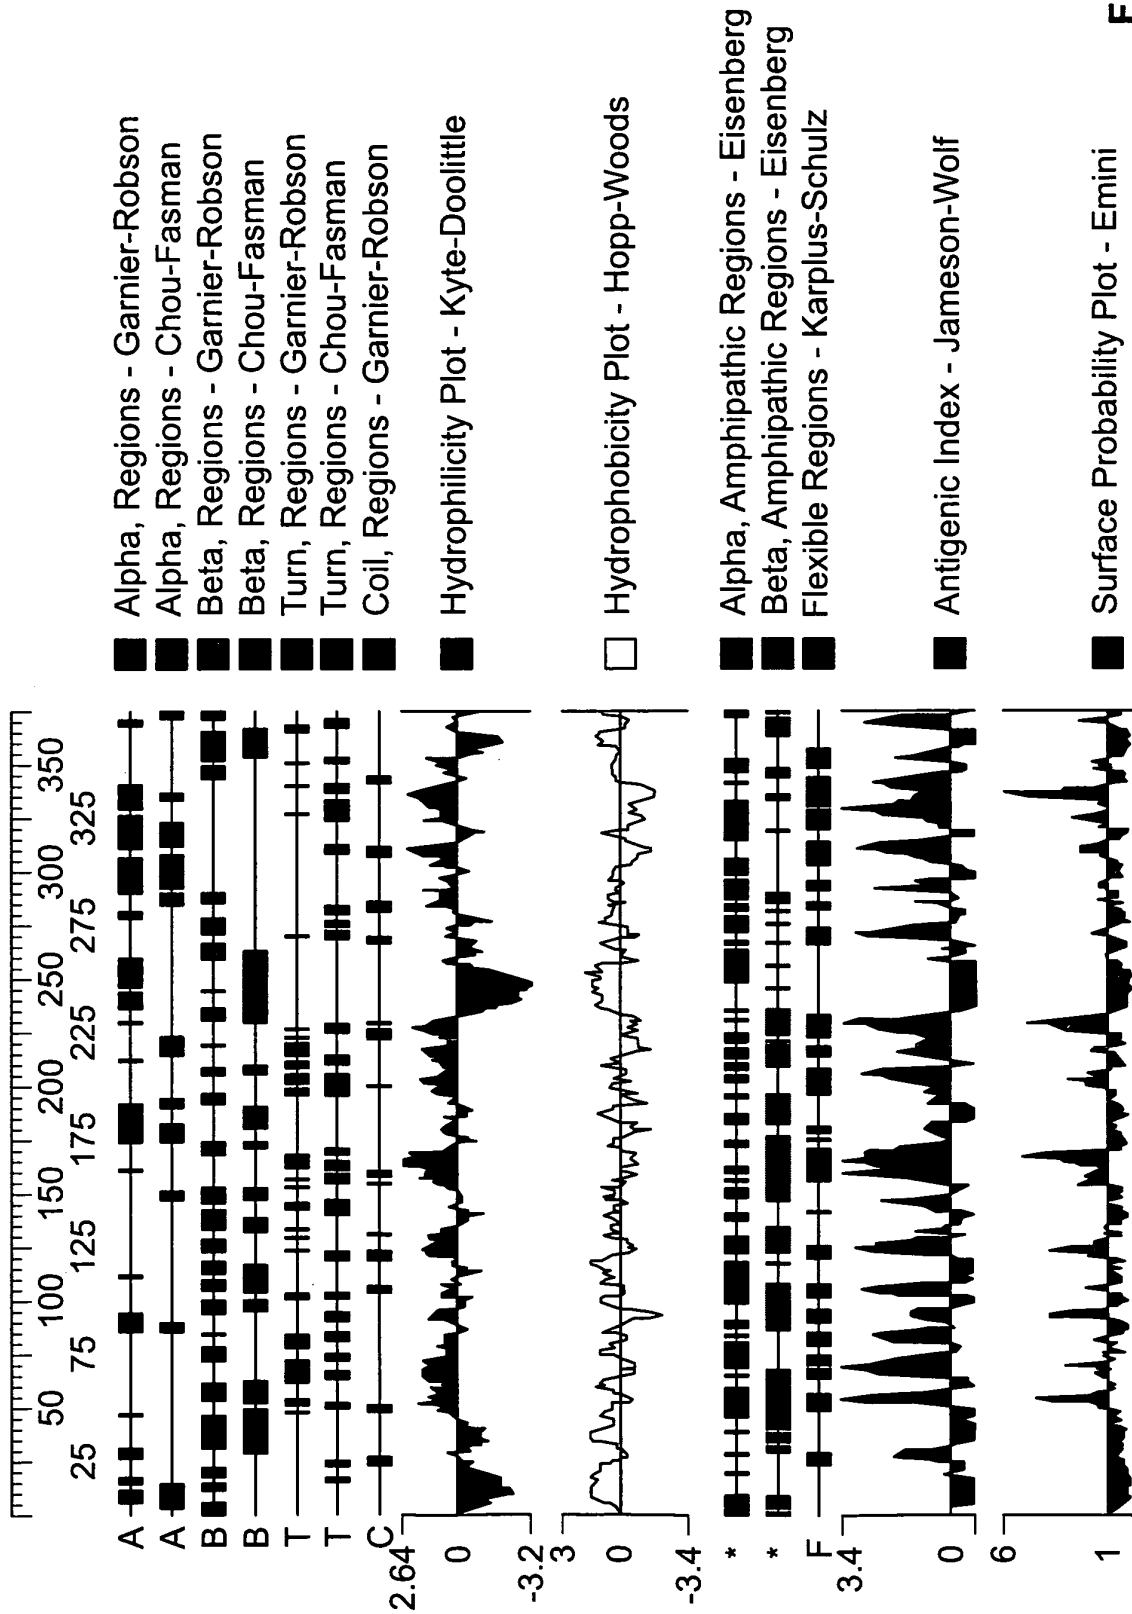 25 50 75 100 125 150 175 200 225 250 275 300 325 350
A Alpha, Regions - Garnier-Robson
A Alpha, Regions - Chou-Fasman
B Beta, Regions - Garnier-Robson
B Beta, Regions - Chou-Fasman
T Turn, Regions - Garnier-Robson
T Turn, Regions - Chou-Fasman
C Coil, Regions - Garnier-Robson
2.64
0 Hydrophilicity Plot - Kyte-Doolittle
-3.2
3
0 Hydrophobicity Plot - Hopp-Woods
-3.4
* Alpha, Amphipathic Regions - Eisenberg
* Beta, Amphipathic Regions - Eisenberg
F Flexible Regions - Karplus-Schulz
3.4
Antigenic Index - Jameson-Wolf
0
6
1 Surface Probability Plot - Emini